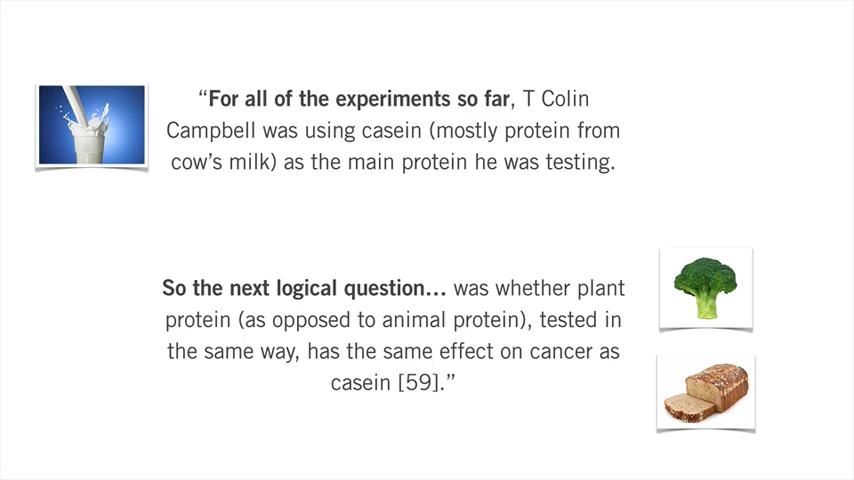 “For all of the experiments so far, T Colin
Campbell was using casein (mostly protein from
cow’s milk) as the main protein he was testing.
So the next logical question… was whether plant
protein (as opposed to animal protein), tested in
the same way, has the same effect on cancer as
casein [59].”